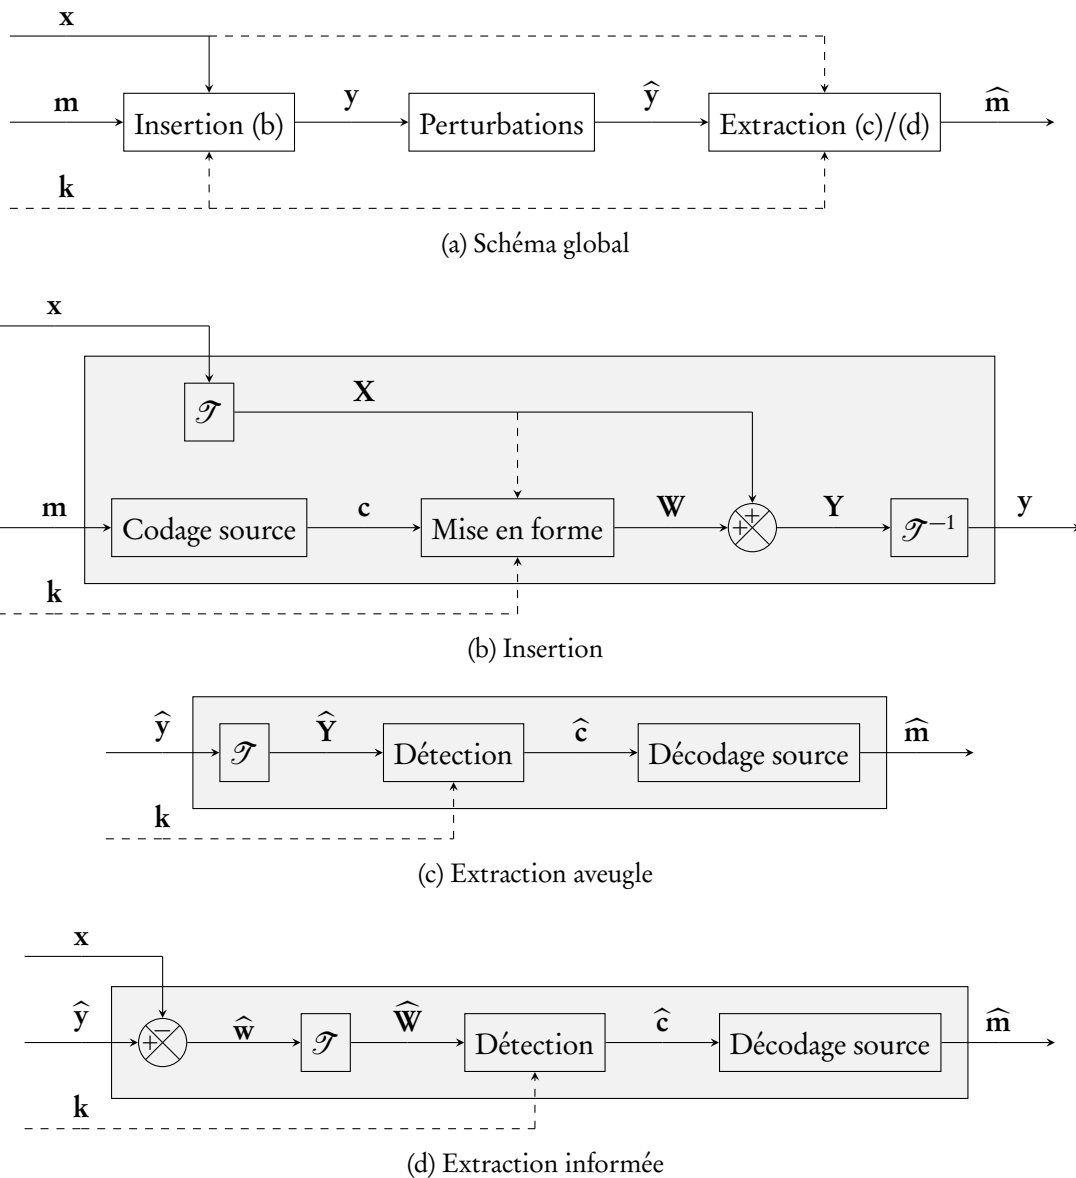 x
m
Insertion (b)
y
Perturbations
ŷ
Extraction (c)/(d)
m̂
k
(a) Schéma global
x
𝒯
X
m
Codage source
c
Mise en forme
W
+
+
Y
𝒯⁻¹
y
k
(b) Insertion
ŷ
𝒯
Ŷ
Détection
ĉ
Décodage source
m̂
k
(c) Extraction aveugle
x
ŷ
+
−
ŵ
𝒯
Ŵ
Détection
ĉ
Décodage source
m̂
k
(d) Extraction informée